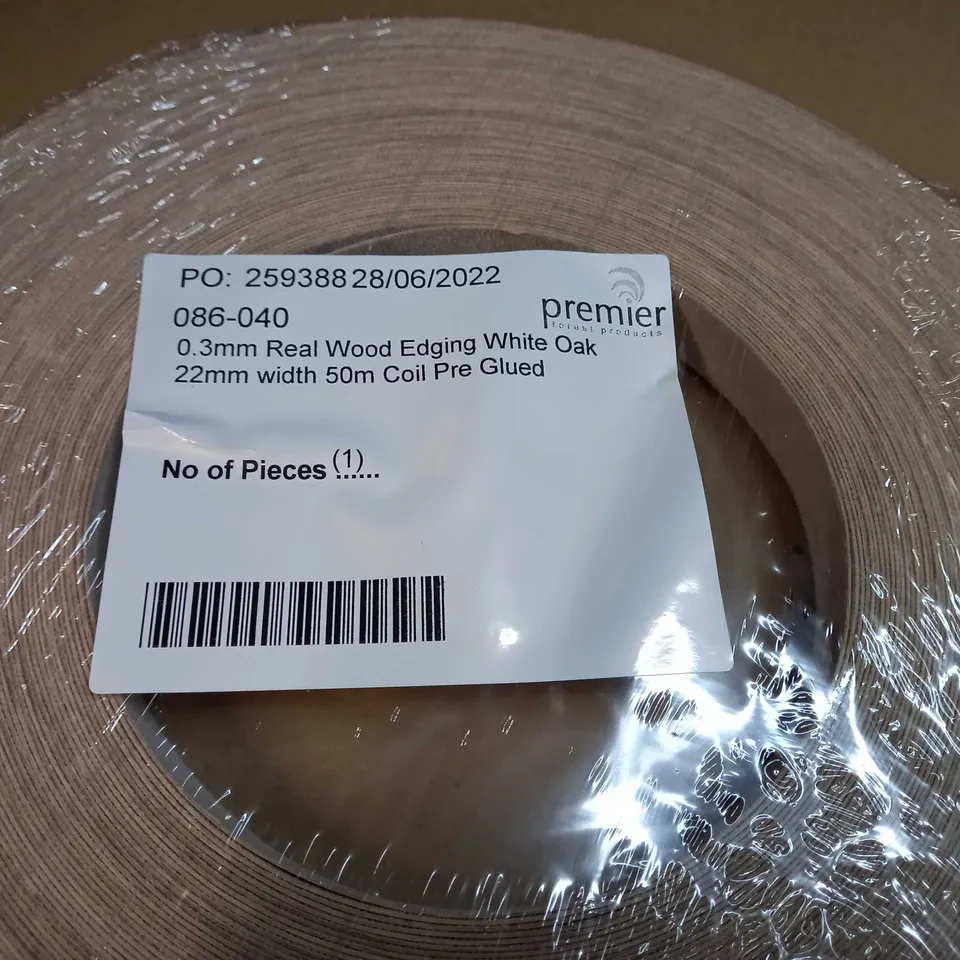 PO: 25938828/06/2022
premier
forest products
086-040
0.3mm Real Wood Edging White Oak
22mm width 50m Coil Pre Glued
No of Pieces (1)......